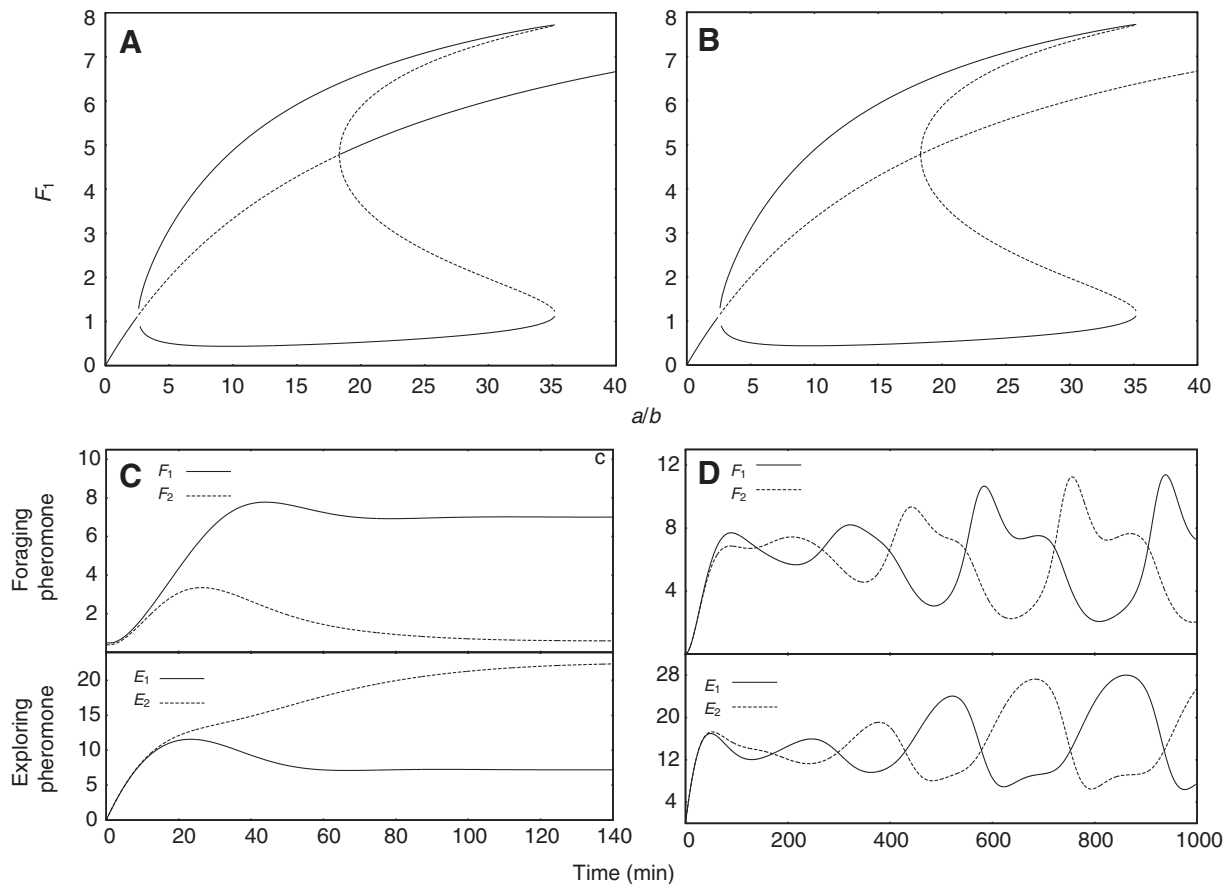 A
B
8
7
6
5
4
3
2
1
0
F1
0 5 10 15 20 25 30 35 40
8
7
6
5
4
3
2
1
0
0 5 10 15 20 25 30 35 40
a/b
C
F1
F2
c
10
8
6
4
2
Foraging
pheromone
D
F1
F2
12
8
4
E1
E2
20
15
10
5
0
Exploring
pheromone
0 20 40 60 80 100 120 140
E1
E2
28
20
12
4
0 200 400 600 800 1000
Time (min)